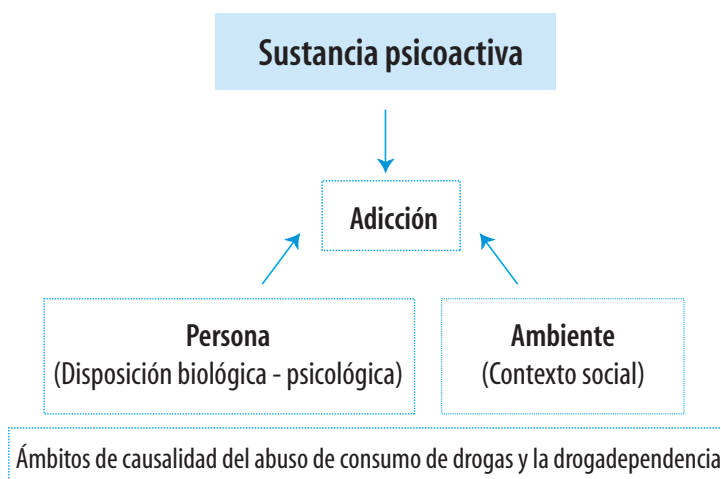 Sustancia psicoactiva
Adicción
Persona
(Disposición biológica - psicológica)
Ambiente
(Contexto social)
Ámbitos de causalidad del abuso de consumo de drogas y la drogadependencia